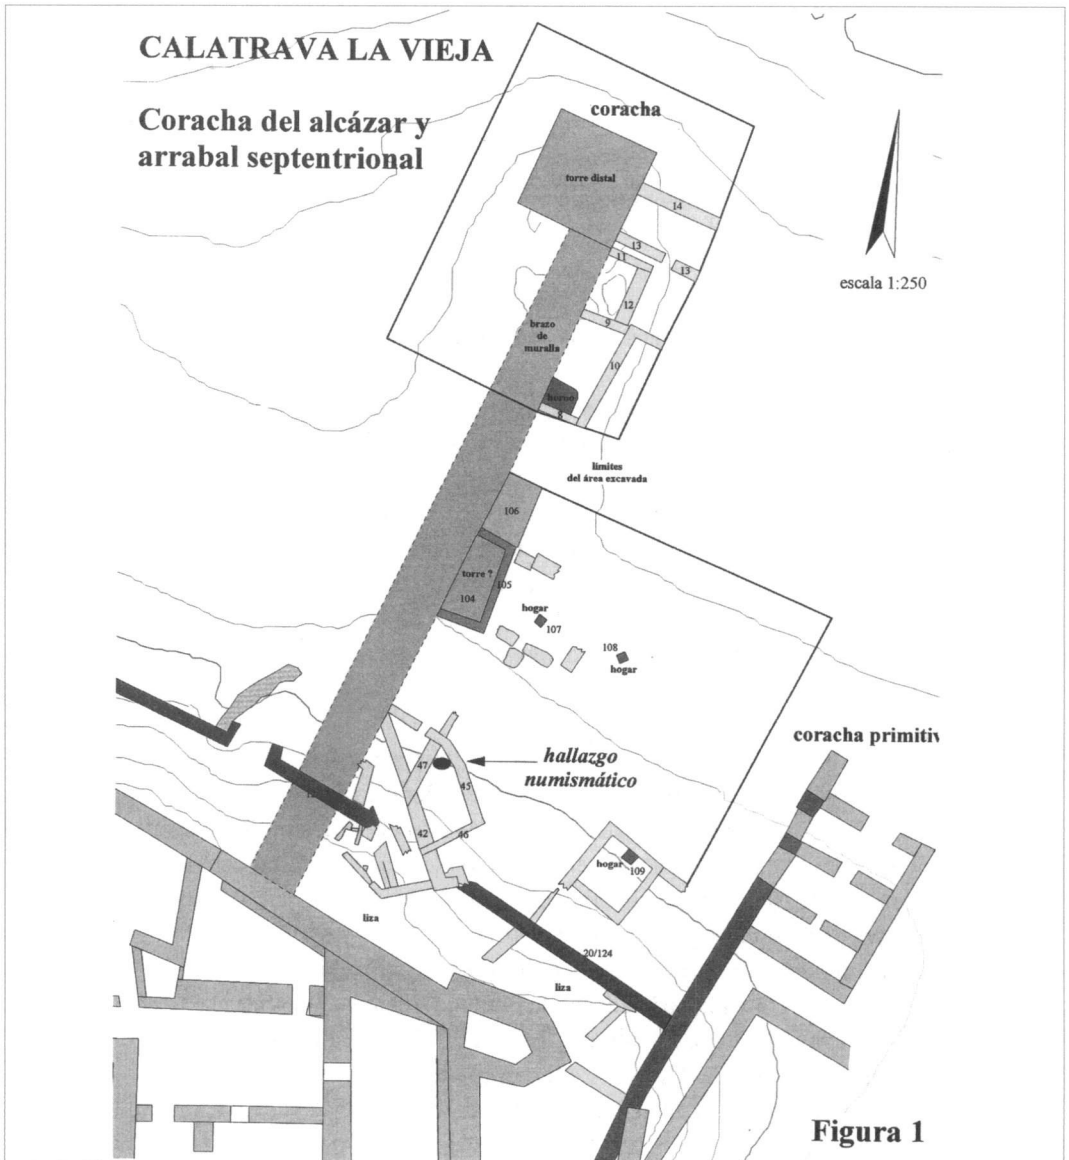 CALATRAVA LA VIEJA
Coracha del alcázar y
arrabal septentrional
coracha
torre distal
14
13
11
13
12
9
brazo
de
muralla
10
horno
8
escala 1:250
límites
del área excavada
106
torre ?
105
104
hogar
107
108
hogar
coracha primitiv
hallazgo
numismático
47
45
42
46
hogar
109
liza
20/124
liza
Figura 1